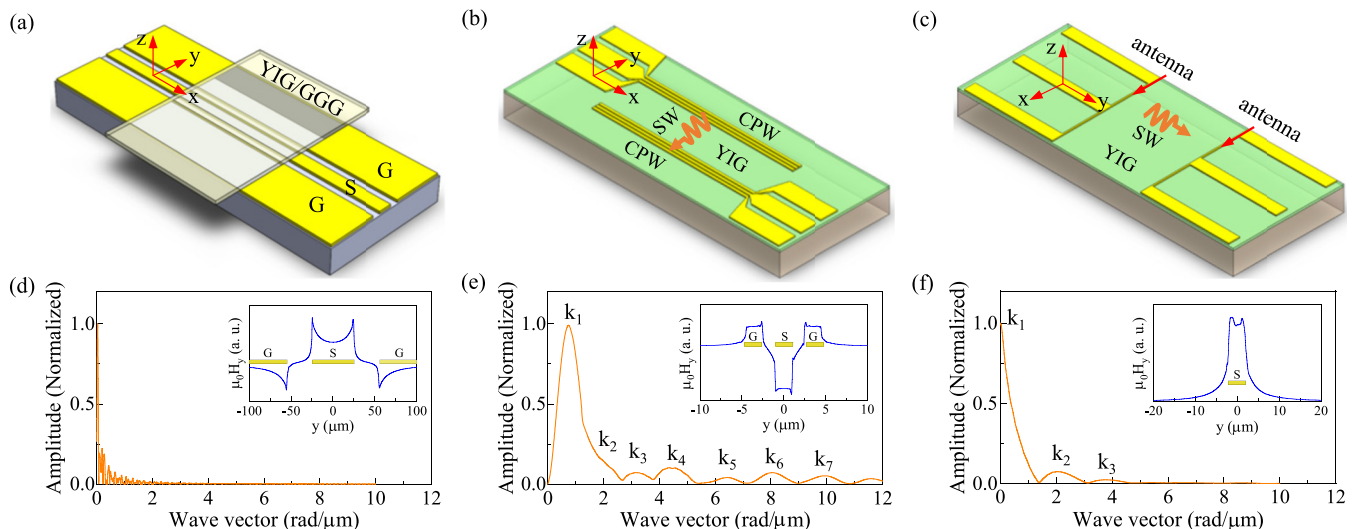 (a)
z
y
x
YIG/GGG
G
S
G
(b)
z
y
x
CPW
SW
CPW
YIG
(c)
antenna
z
x
y
antenna
SW
YIG
(d)
Amplitude (Normalized)
1.0
0.5
0.0
0 2 4 6 8 10 12
Wave vector (rad/μm)
μ₀Hy (a. u.)
G S G
-100 -50 0 50 100
y (μm)
(e)
Amplitude (Normalized)
1.0
0.5
0.0
k₁
k₂
k₃
k₄
k₅
k₆
k₇
0 2 4 6 8 10 12
Wave vector (rad/μm)
μ₀Hy (a. u.)
G S G
-10 -5 0 5 10
y (μm)
(f)
Amplitude (Normalized)
1.0
0.5
0.0
k₁
k₂
k₃
0 2 4 6 8 10 12
Wave vector (rad/μm)
μ₀Hy (a. u.)
S
-20 -10 0 10 20
y (μm)